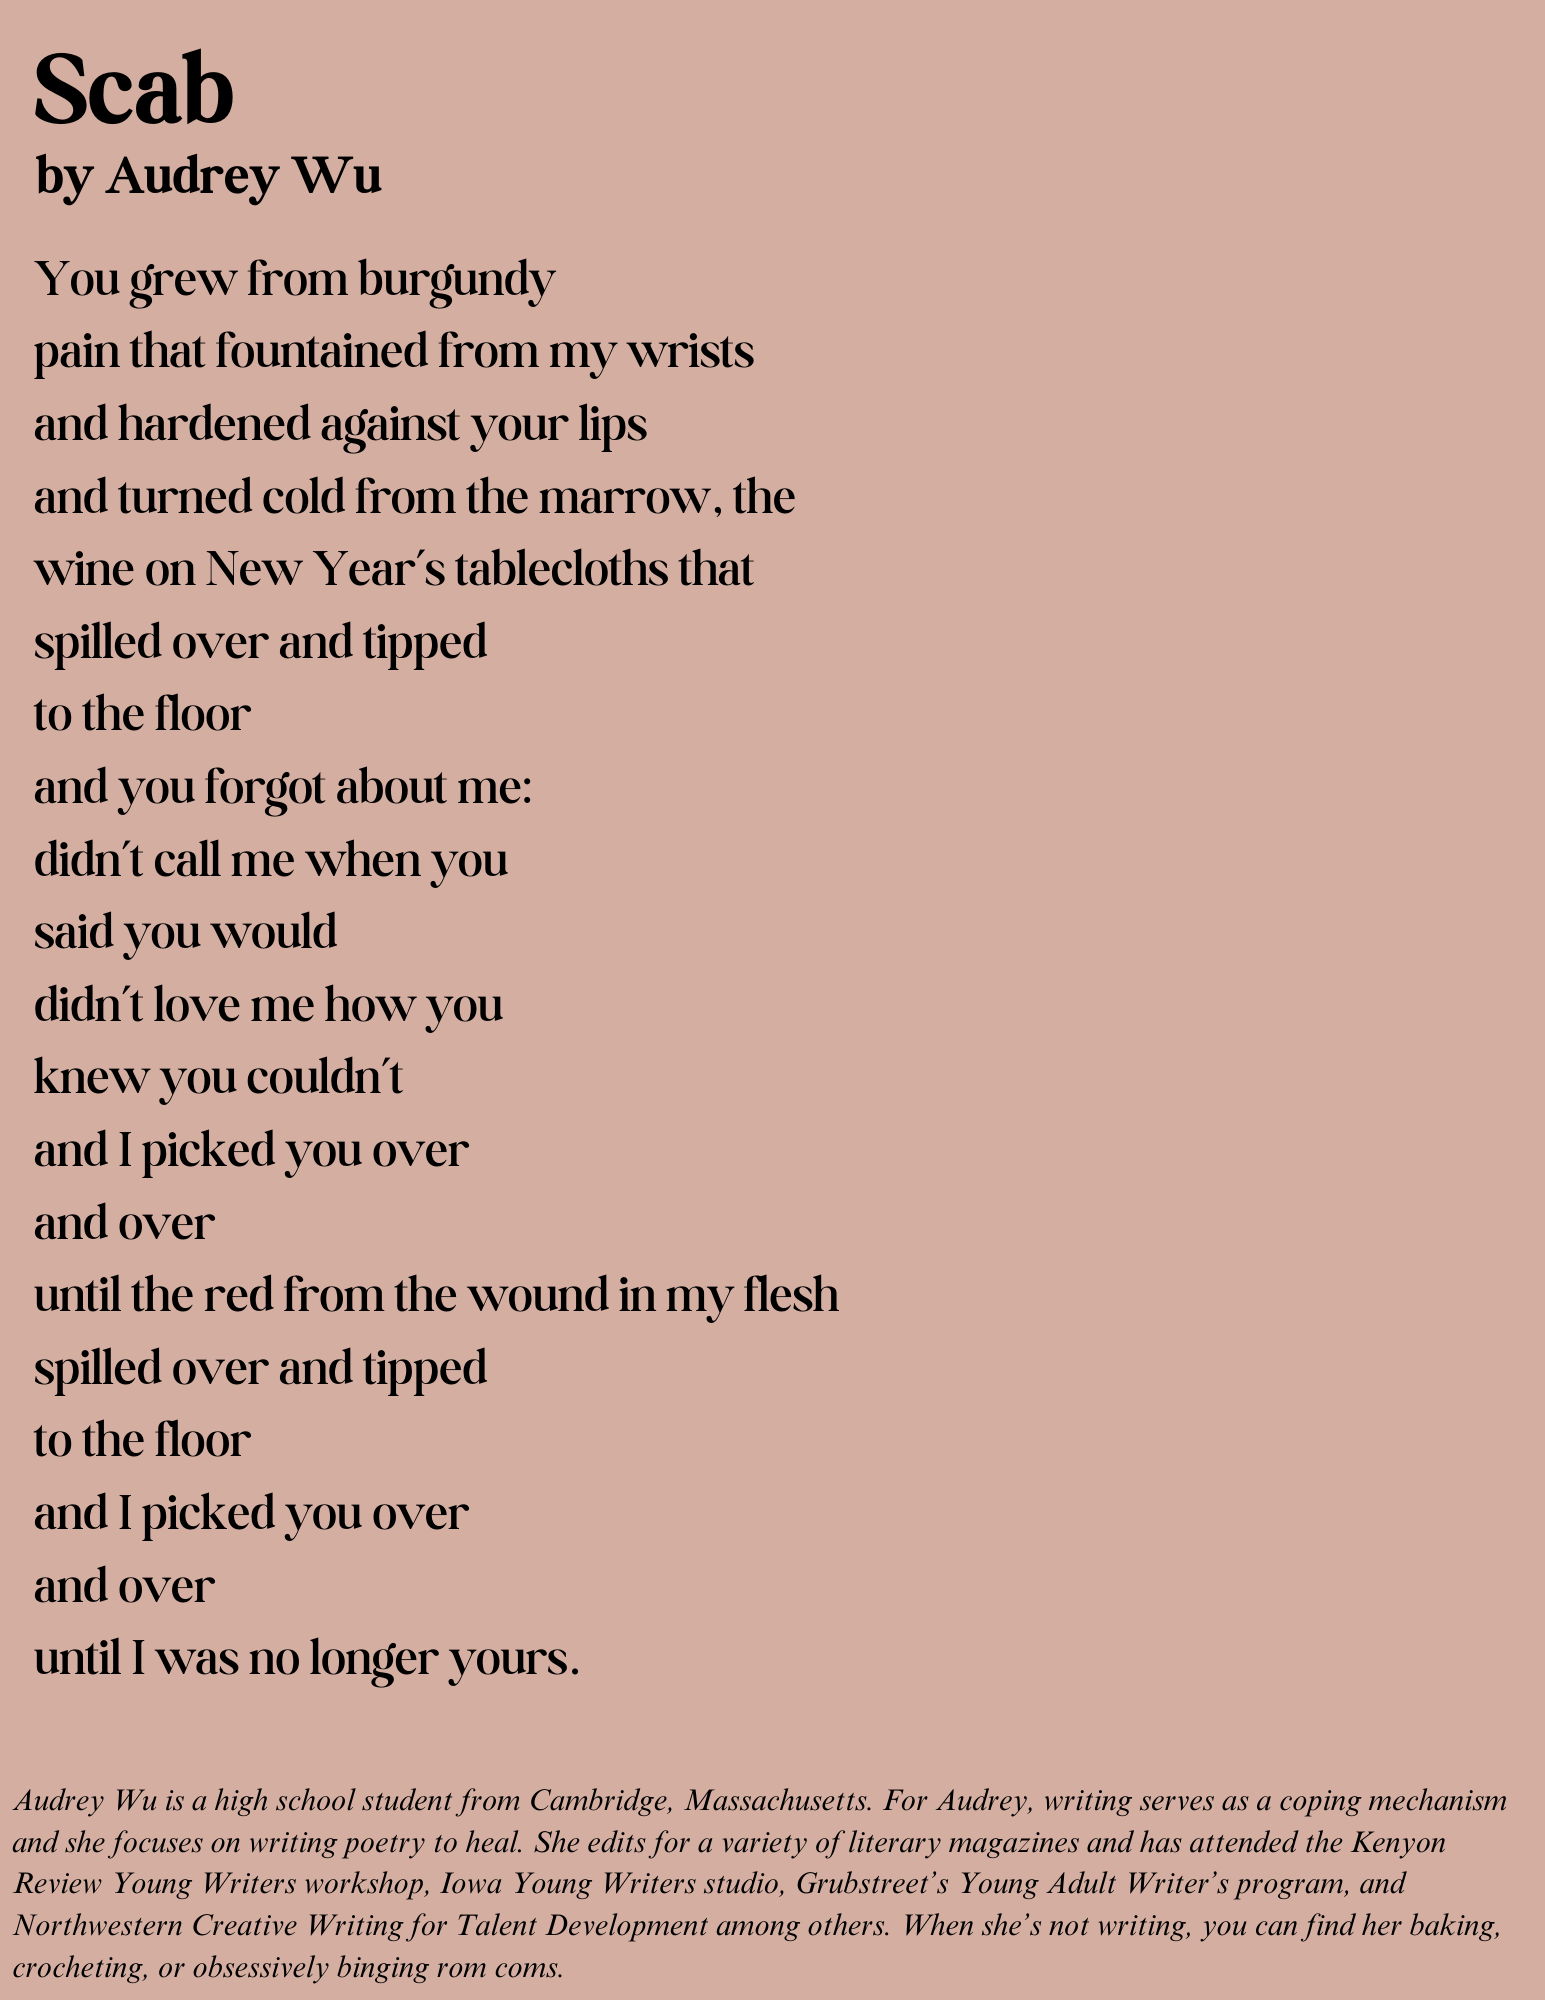 Scab
by Audrey Wu
You grew from burgundy
pain that fountained from my wrists
and hardened against your lips
and turned cold from the marrow, the
wine on New Year's tablecloths that
spilled over and tipped
to the floor
and you forgot about me:
didn't call me when you
said you would
didn't love me how you
knew you couldn't
and I picked you over
and over
until the red from the wound in my flesh
spilled over and tipped
to the floor
and I picked you over
and over
until I was no longer yours.
Audrey Wu is a high school student from Cambridge, Massachusetts. For Audrey, writing serves as a coping mechanism
and she focuses on writing poetry to heal. She edits for a variety of literary magazines and has attended the Kenyon
Review Young Writers workshop, Iowa Young Writers studio, Grubstreet's Young Adult Writer's program, and
Northwestern Creative Writing for Talent Development among others. When she's not writing, you can find her baking,
crocheting, or obsessively binging rom coms.